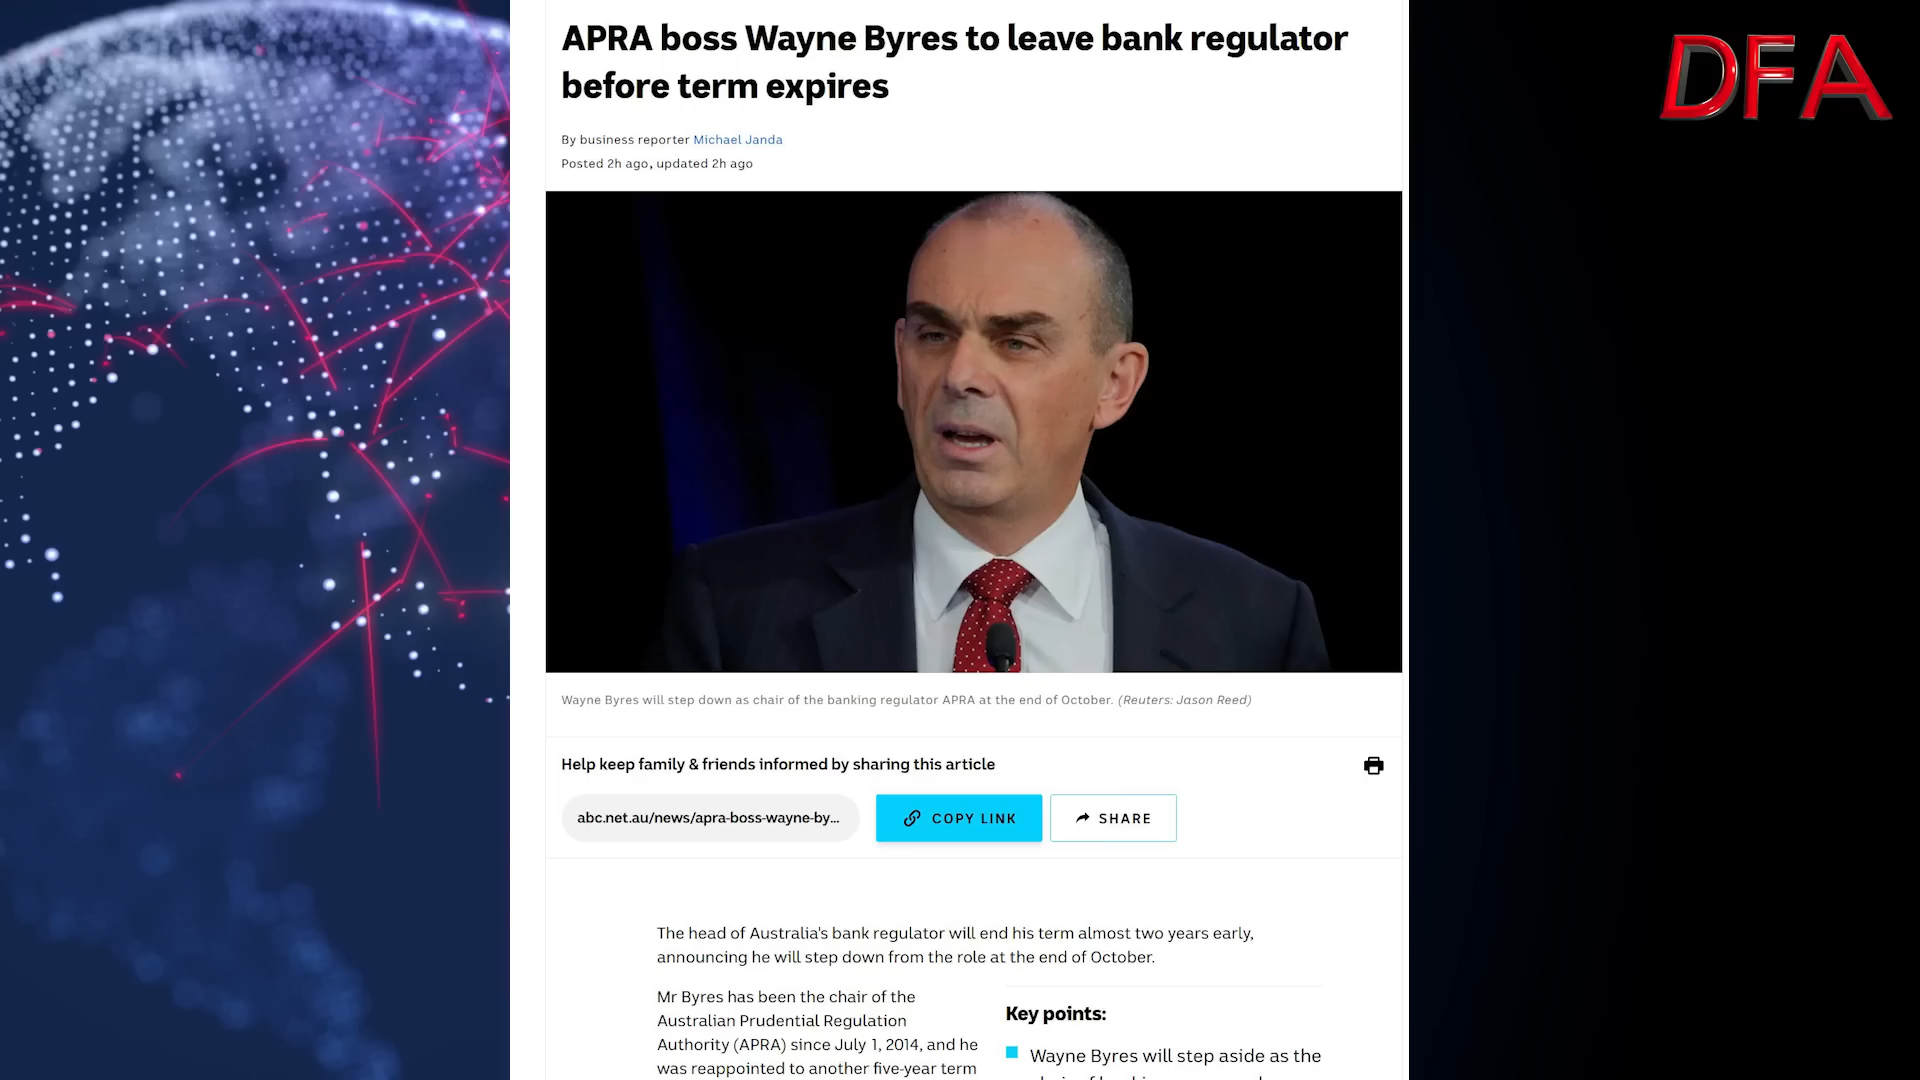 APRA boss Wayne Byres to leave bank regulator
before term expires
DFA
By business reporter Michael Janda
Posted 2h ago, updated 2h ago
Wayne Byres will step down as chair of the banking regulator APRA at the end of October. (Reuters: Jason Reed)
Help keep family & friends informed by sharing this article
abc.net.au/news/apra-boss-wayne-by...
COPY LINK
SHARE
The head of Australia's bank regulator will end his term almost two years early,
announcing he will step down from the role at the end of October.
Mr Byres has been the chair of the
Australian Prudential Regulation
Authority (APRA) since July 1, 2014, and he
was reappointed to another five-year term
Key points:
Wayne Byres will step aside as the